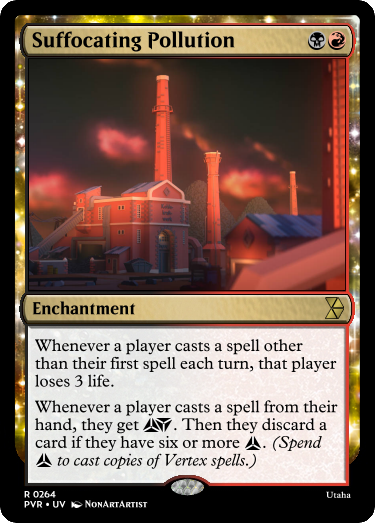 Suffocating Pollution
Enchantment
Whenever a player casts a spell other
than their first spell each turn, that player
loses 3 life.
Whenever a player casts a spell from their
hand, they get . Then they discard a
card if they have six or more . (Spend
to cast copies of Vertex spells.)
R 0264
PVR • UV NonArtArtist
Utaha